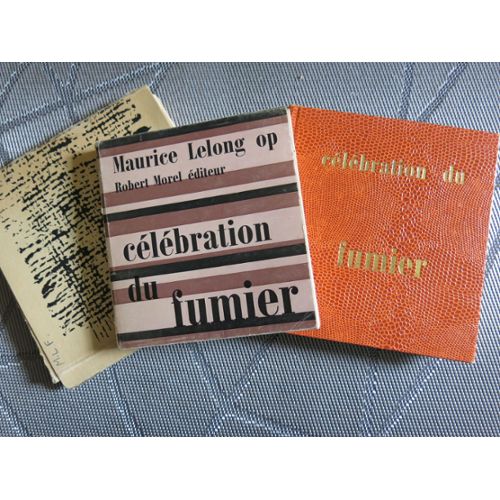 Maurice Lelong op
Robert Morel éditeur
célébration
du
fumier
célébration du
fumier
M.L.F.